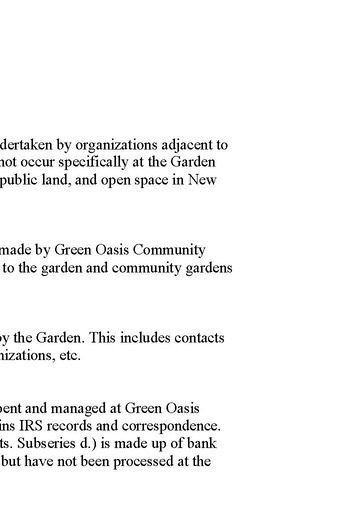 dertaken by organizations adjacent to
not occur specifically at the Garden
public land, and open space in New
made by Green Oasis Community
to the garden and community gardens
by the Garden. This includes contacts
nizations, etc.
pent and managed at Green Oasis
ins IRS records and correspondence.
ts. Subseries d.) is made up of bank
but have not been processed at the